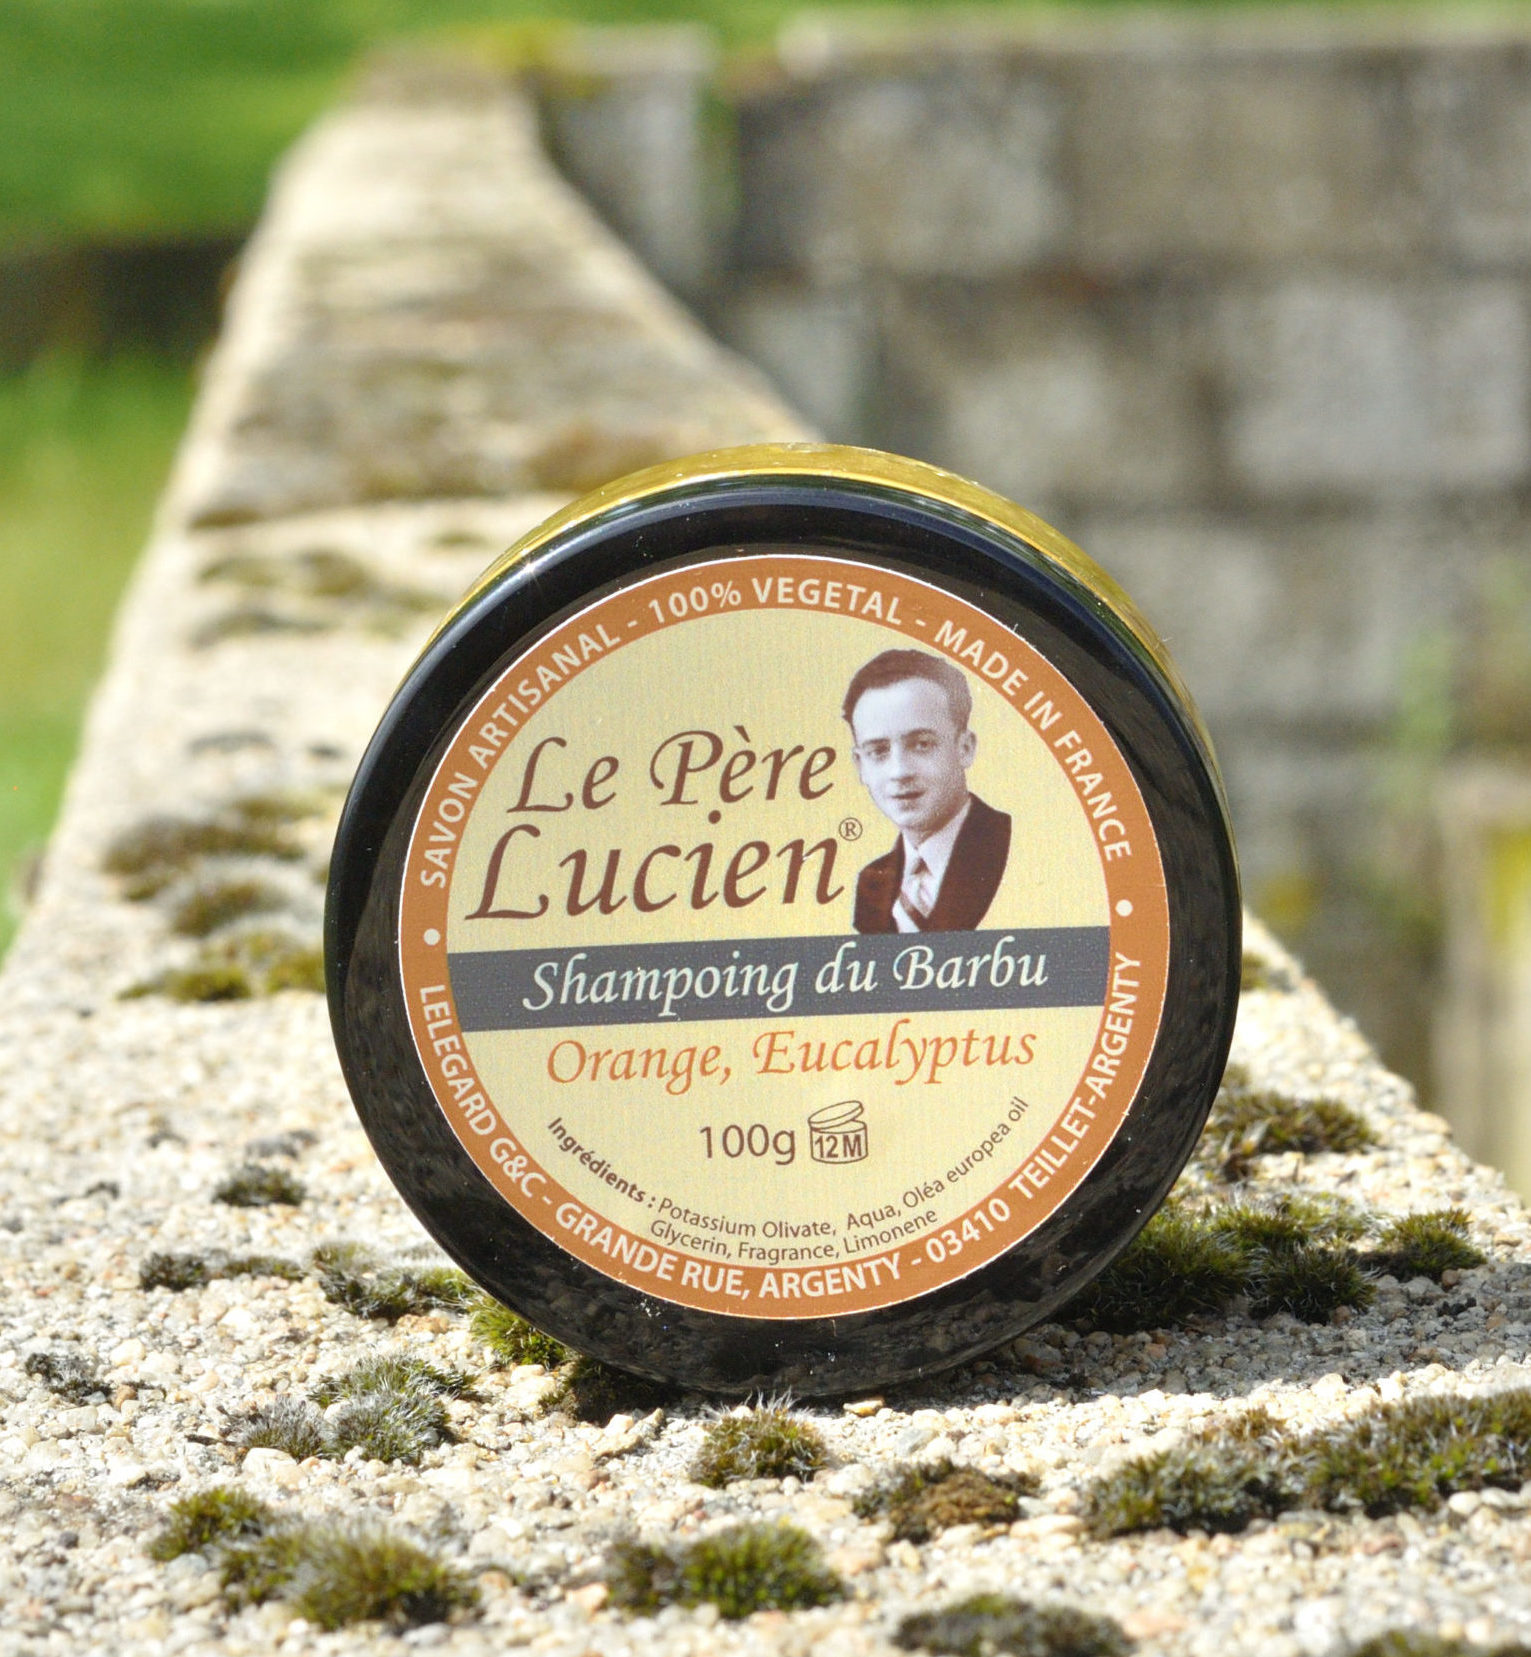 SAVON ARTISANAL - 100% VEGETAL - MADE IN FRANCE
Le Père
Lucien®
Shampoing du Barbu
Orange, Eucalyptus
100g 12M
Ingrédients : Potassium Olivate, Aqua, Oléa europea oil
Glycerin, Fragrance, Limonene
• LELEGARD G&C - GRANDE RUE, ARGENTY - 03410 TEILLET-ARGENTY •